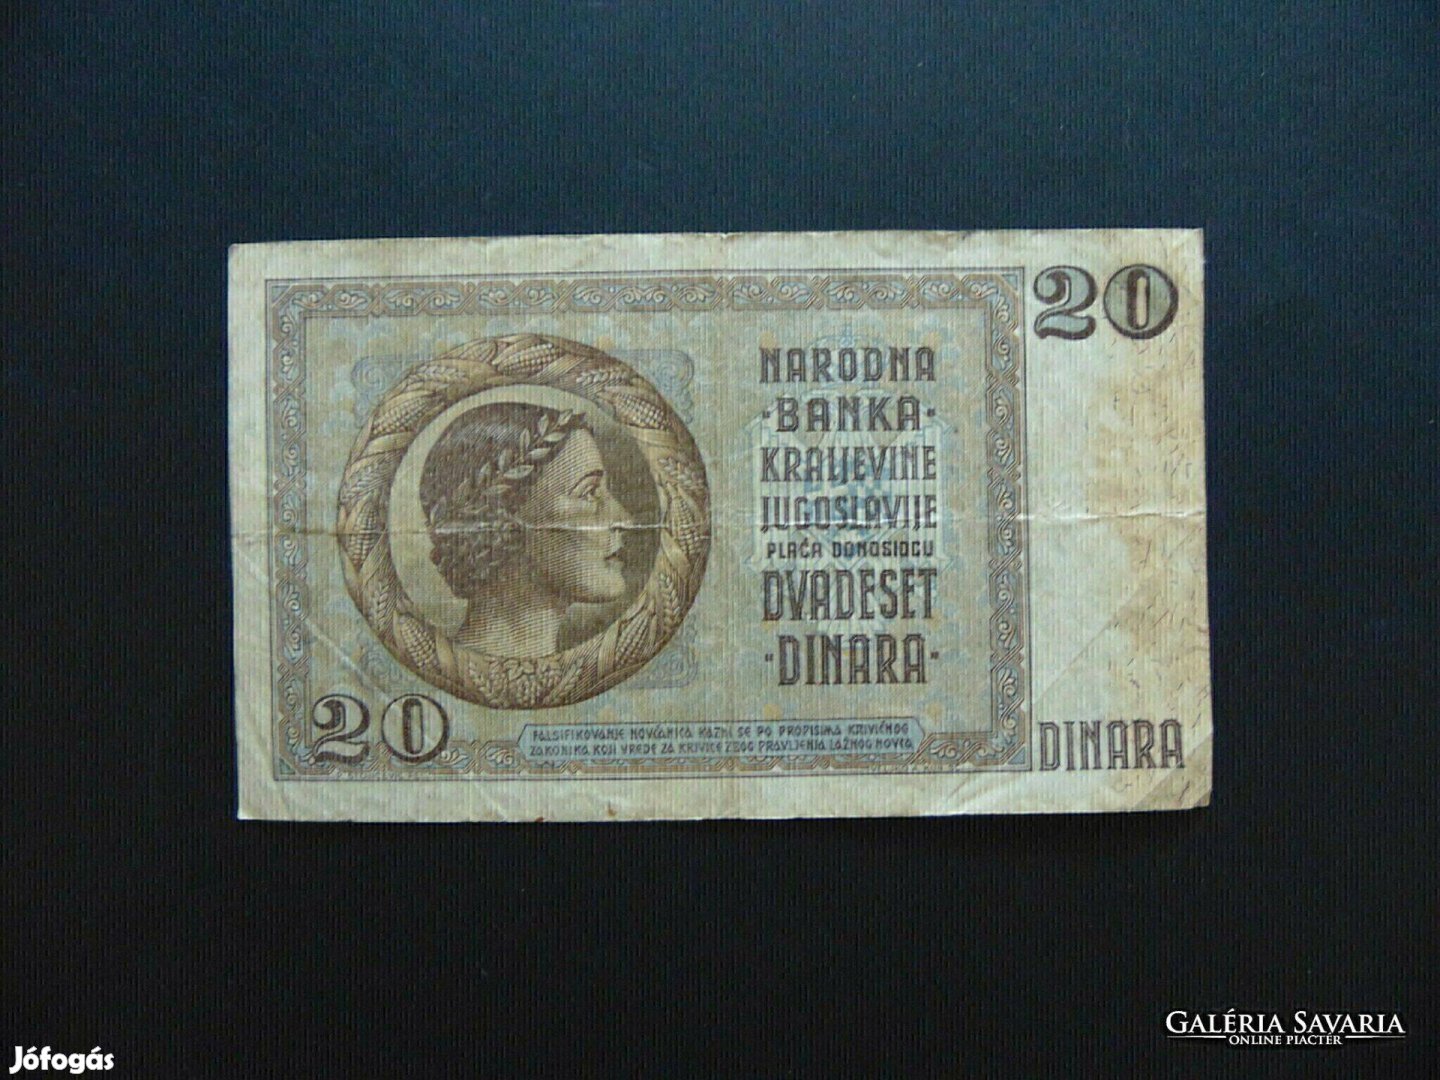 20
NARODNA
BANKA
KRALJEVINE
JUGOSLAVIJE
PLAĆA DONOSIOCU
DVADESET
DINARA
20
FALSIFIKOVANJE NOVČANICA KAZNI SE PO PROPISIMA KRIVIČNOG
ZAKONIKA KOJI VREDE ZA KRIVICE ZBOG PRAVLJENJA LAŽNOG NOVCA
DINARA
GALÉRIA SAVARIA
ONLINE PIACTÉR
Jófogás